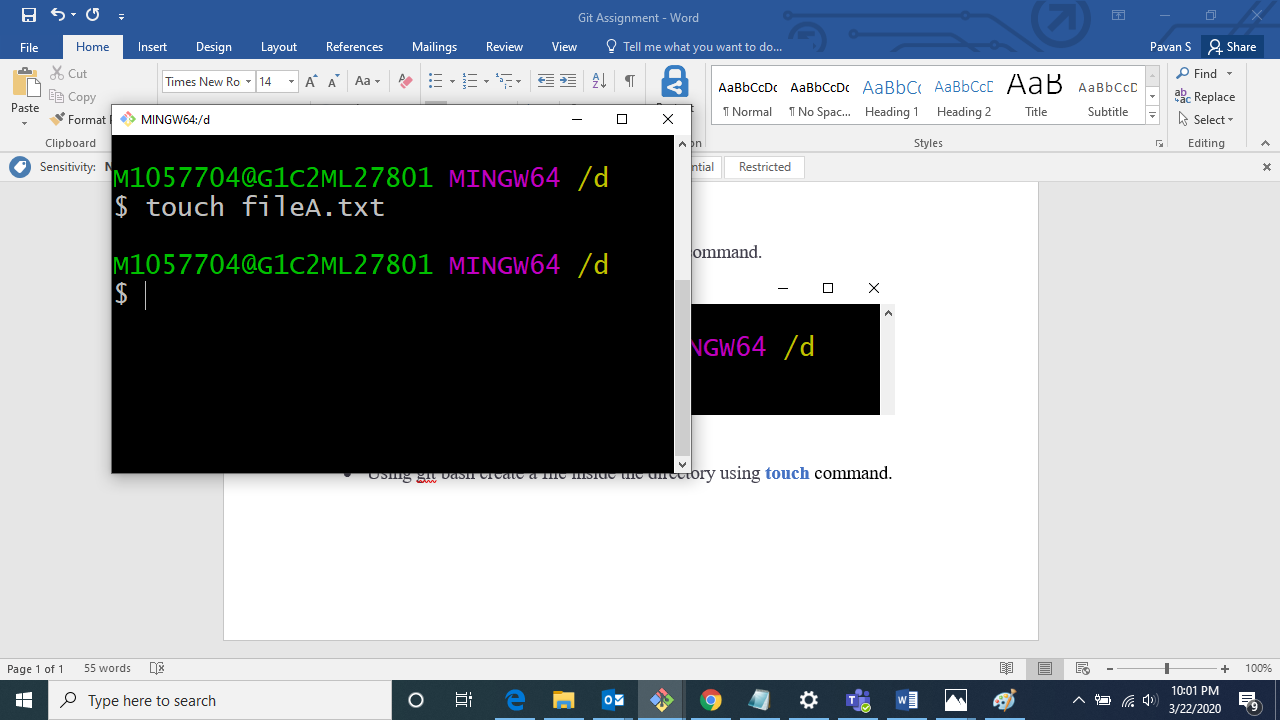 Git Assignment - Word
File Home Insert Design Layout References Mailings Review View Tell me what you want to do... Pavan S Share
Paste
Cut
Copy
Format
Clipboard
Times New Ro 14 Aa
AaBbCcDc AaBbCcDc AaBbCc AaBbCcD AaB AaBbCcD
¶ Normal ¶ No Spac... Heading 1 Heading 2 Title Subtitle
Styles
Find
Replace
Select
Editing
Sensitivity: Restricted
MINGW64:/d
M1057704@G1C2ML27801 MINGW64 /d
$ touch fileA.txt
M1057704@G1C2ML27801 MINGW64 /d
$
command.
NGW64 /d
Using git bash create a file inside the directory using touch command.
Page 1 of 1 55 words 100%
Type here to search
10:01 PM
3/22/2020
9